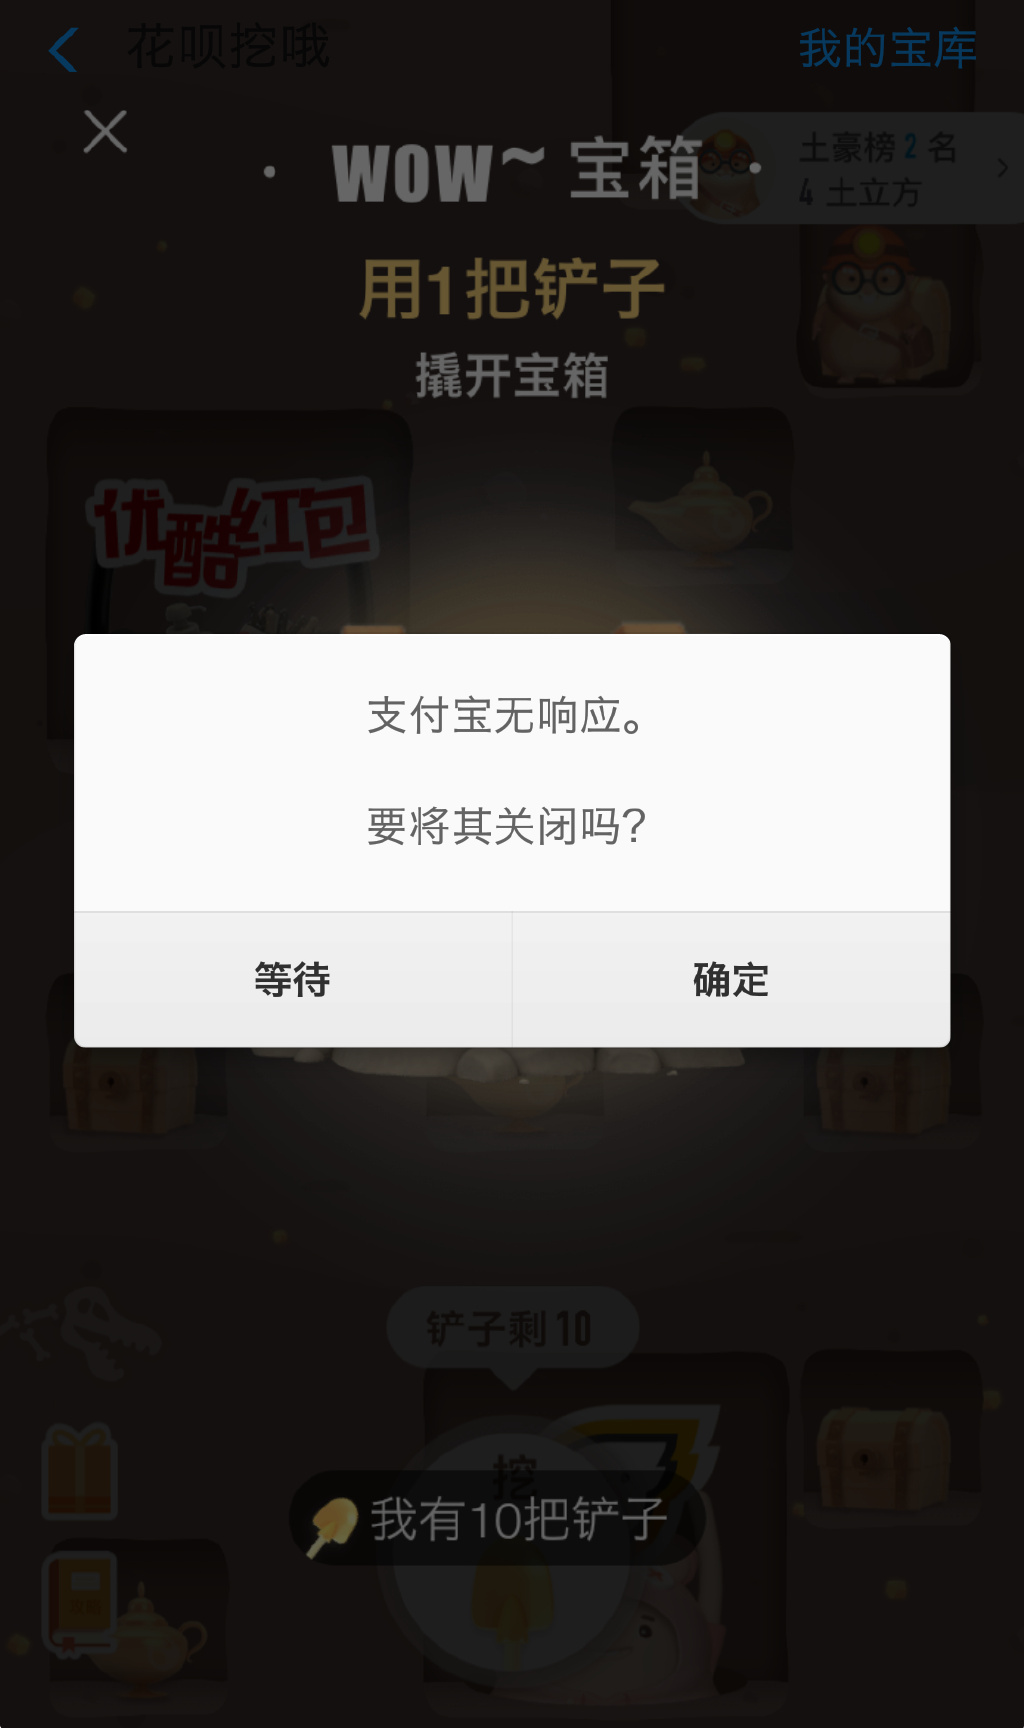 花呗挖哦
我的宝库
WOW~ 宝箱
土豪榜 2 名
4 土立方
用1把铲子
撬开宝箱
优酷红包
支付宝无响应。
要将其关闭吗?
等待
确定
铲子剩 10
挖
我有10把铲子